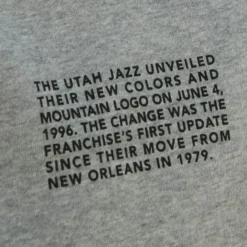 THE UTAH JAZZ UNVEILED
THEIR NEW COLORS AND
MOUNTAIN LOGO ON JUNE 4,
1996. THE CHANGE WAS THE
FRANCHISE'S FIRST UPDATE
SINCE THEIR MOVE FROM
NEW ORLEANS IN 1979.